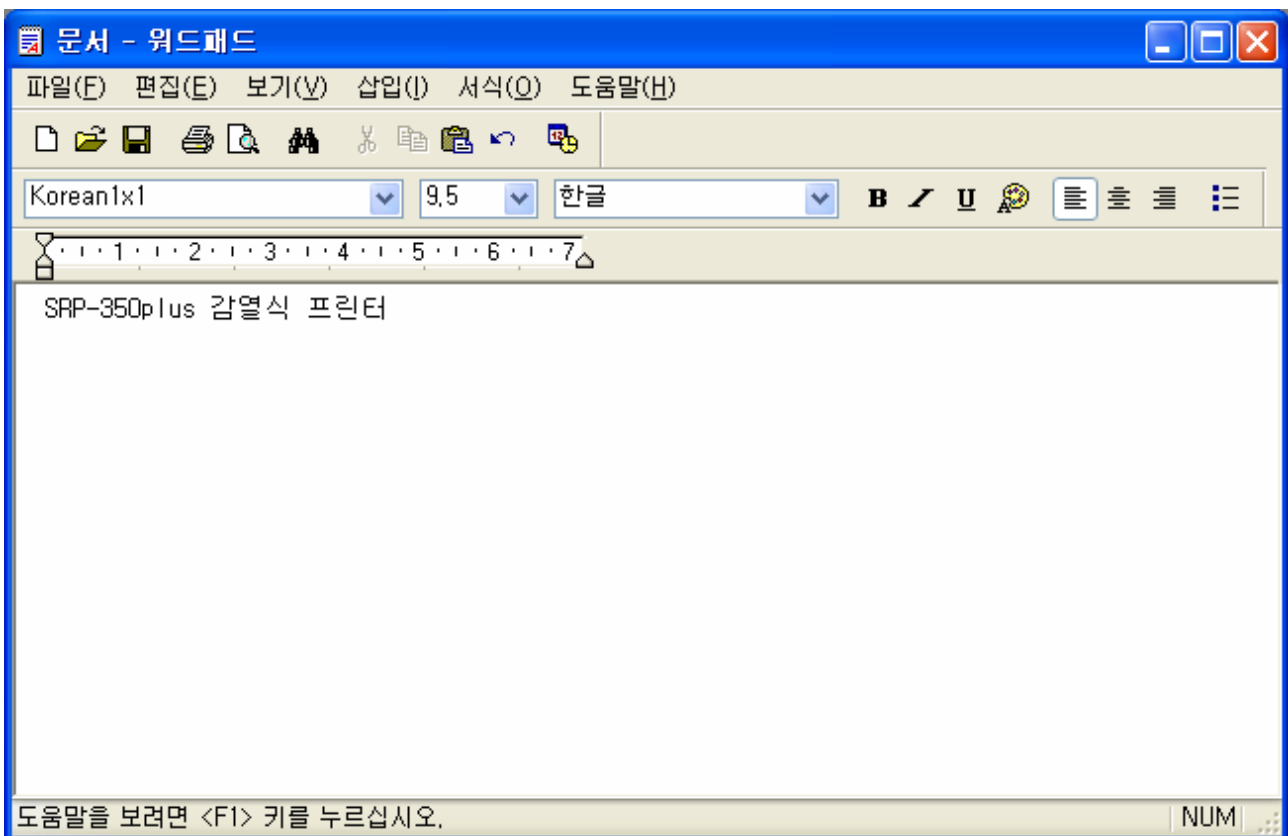 문서 - 워드패드
파일(F) 편집(E) 보기(V) 삽입(I) 서식(O) 도움말(H)
Korean1x1 9.5 한글 B I U
1 2 3 4 5 6 7
SRP-350plus 감열식 프린터
도움말을 보려면 <F1> 키를 누르십시오. NUM